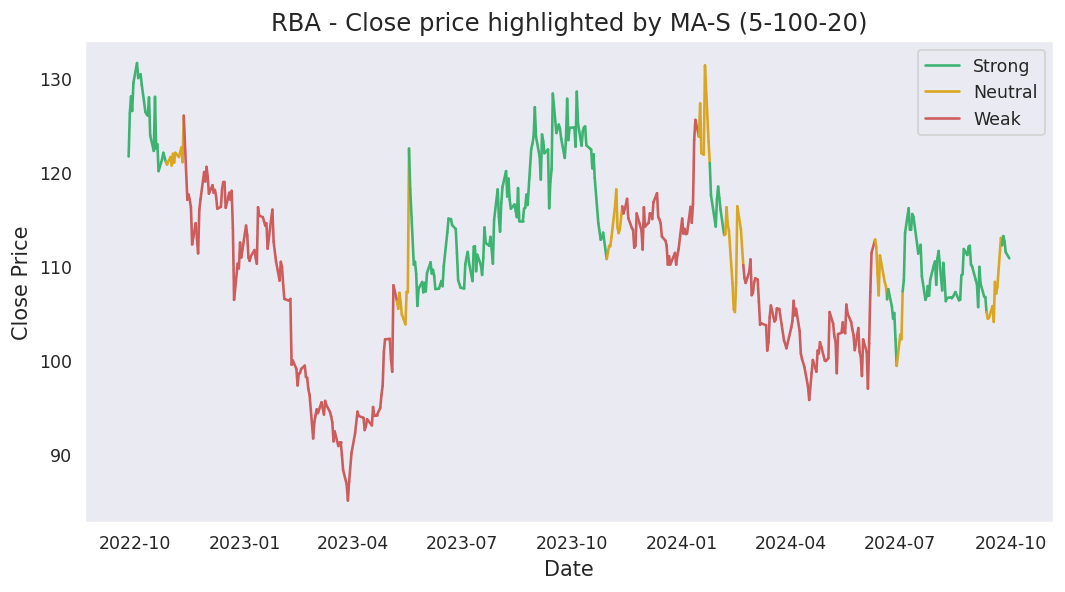 RBA - Close price highlighted by MA-S (5-100-20)
Strong
Neutral
Weak
Close Price
130
120
110
100
90
2022-10 2023-01 2023-04 2023-07 2023-10 2024-01 2024-04 2024-07 2024-10
Date